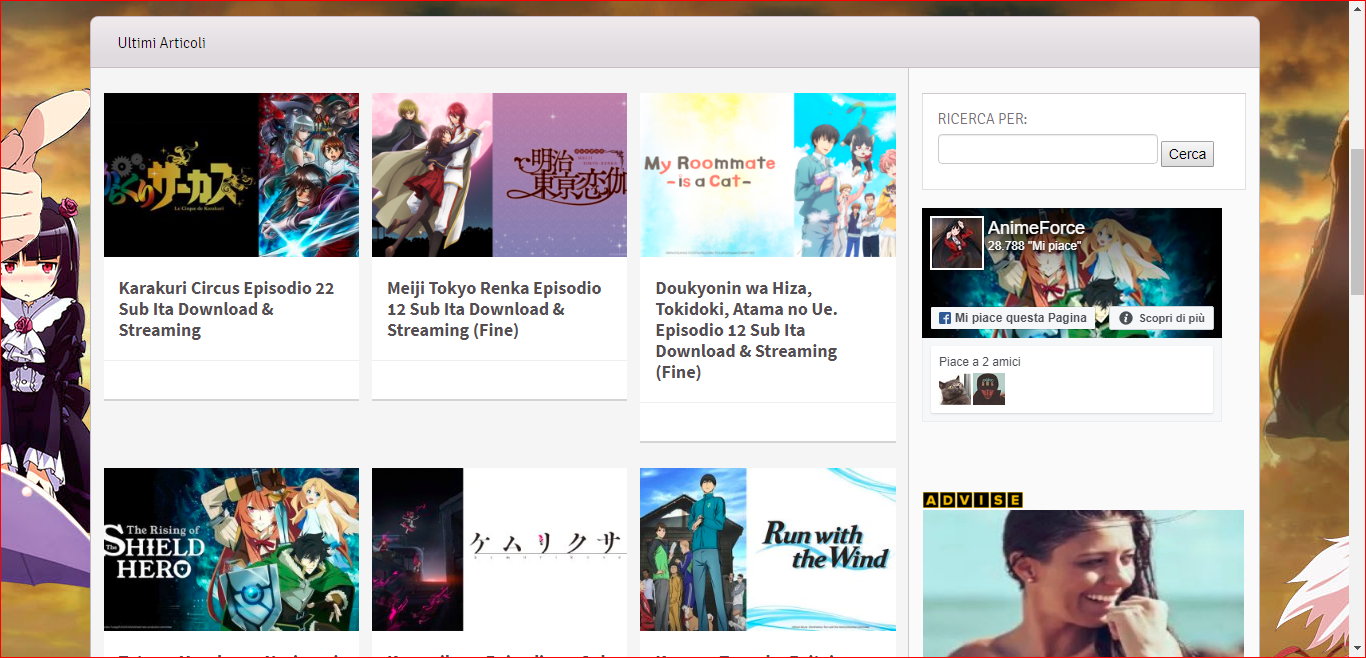 Ultimi Articoli
らくりサーカス
Le Cirque de Karakuri
明治
東亰恋伽
MEIJI TOKYO RENKA
My Roommate
-is a Cat-
Karakuri Circus Episodio 22
Sub Ita Download &
Streaming
Meiji Tokyo Renka Episodio
12 Sub Ita Download &
Streaming (Fine)
Doukyonin wa Hiza,
Tokidoki, Atama no Ue.
Episodio 12 Sub Ita
Download & Streaming
(Fine)
The Rising of
The SHIELD
HERO
ケムリクサ
Run with
the Wind
RICERCA PER:
Cerca
AnimeForce
28.788 "Mi piace"
Mi piace questa Pagina
Scopri di più
Piace a 2 amici
ADVISE